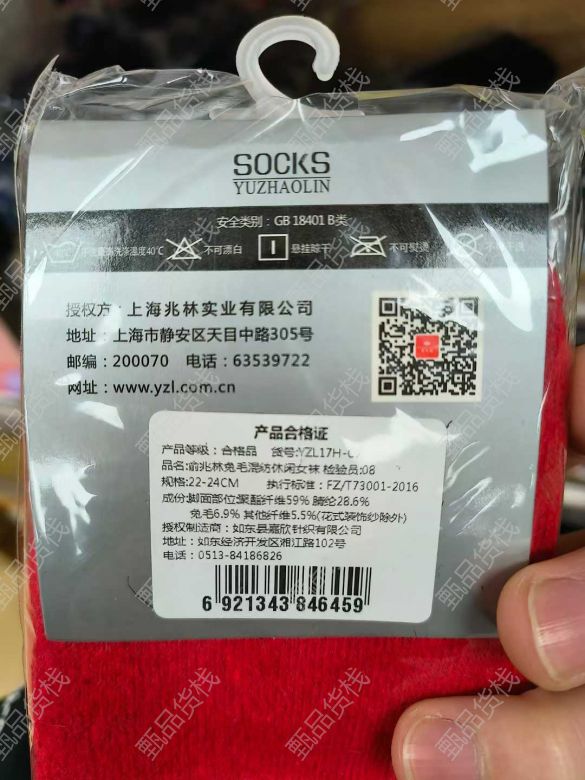 SOCKS
YUZHAOLIN
安全类别：GB 18401 B类
温度40℃ 不可漂白 悬挂晾干 不可熨烫
授权方：上海兆林实业有限公司
地址：上海市静安区天目中路305号
邮编：200070 电话：63539722
网址：www.yzl.com.cn
产品合格证
产品等级：合格品 货号:YZL17H-
品名:俞兆林兔毛混纺休闲女袜 检验员:08
规格:22-24CM 执行标准：FZ/T73001-2016
成份:脚面部位:聚酯纤维59% 腈纶28.6%
兔毛6.9% 其他纤维5.5%(花式装饰纱除外)
授权制造商：如东县嘉欣针织有限公司
地址：如东经济开发区湘江路102号
电话：0513-84186826
6 921343 846459
甄品货栈